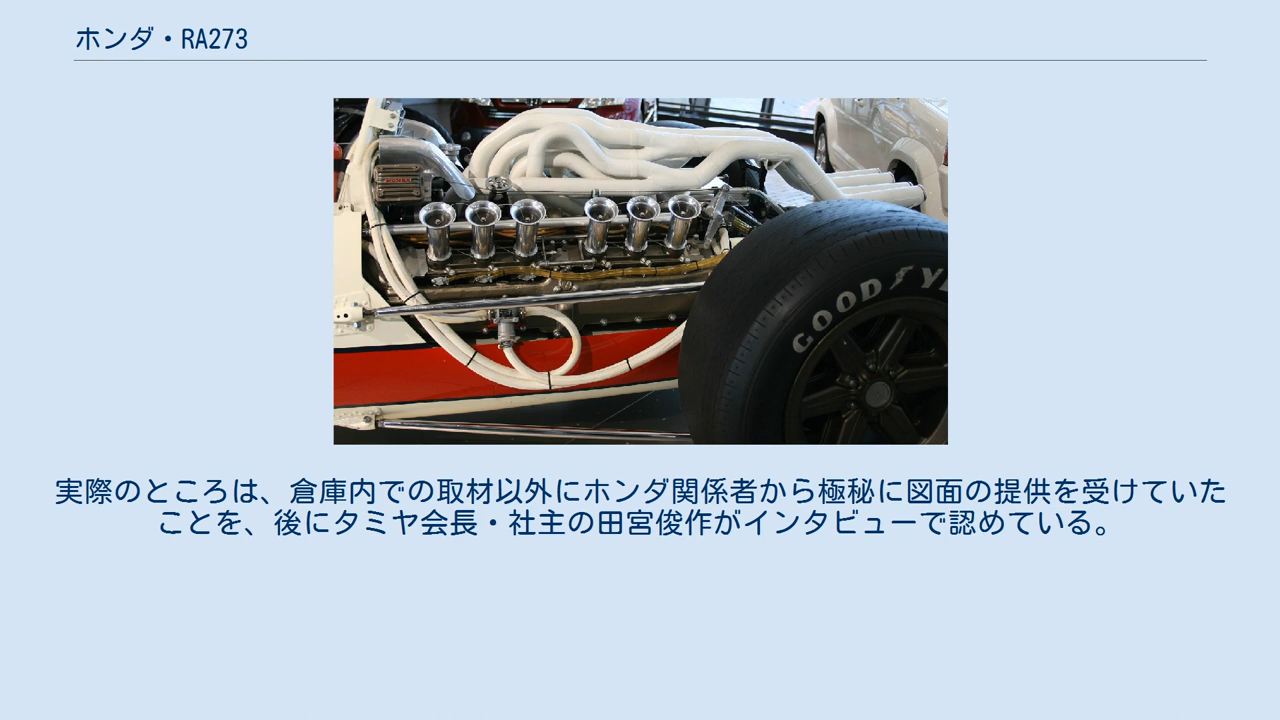 ホンダ・RA273
GOOD YE
実際のところは、倉庫内での取材以外にホンダ関係者から極秘に図面の提供を受けていた
ことを、後にタミヤ会長・社主の田宮俊作がインタビューで認めている。